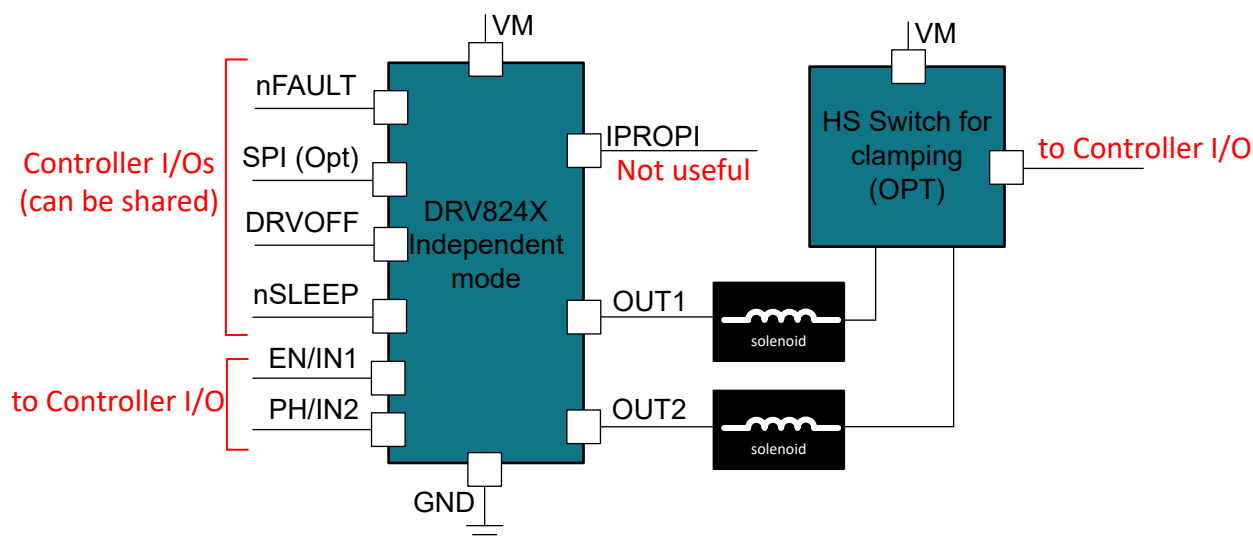 VM
nFAULT
SPI (Opt)
DRVOFF
nSLEEP
EN/IN1
PH/IN2
Controller I/Os
(can be shared)
to Controller I/O
DRV824X
Independent
mode
IPROPI
Not useful
OUT1
OUT2
GND
solenoid
solenoid
VM
HS Switch for
clamping
(OPT)
to Controller I/O